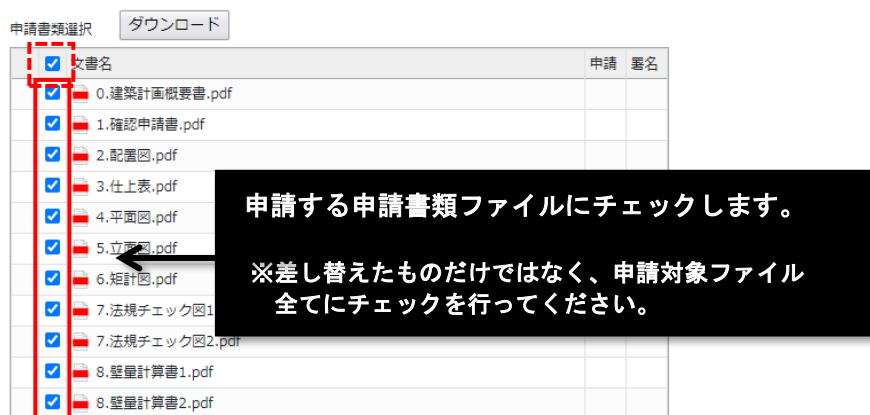 申請書類選択 ダウンロード
文書名 申請 署名
0.建築計画概要書.pdf
1.確認申請書.pdf
2.配置図.pdf
3.仕上表.pdf
4.平面図.pdf
5.立面図.pdf
6.矩計図.pdf
7.法規チェック図1
7.法規チェック図2.pdf
8.壁量計算書1.pdf
8.壁量計算書2.pdf
申請する申請書類ファイルにチェックします。
※差し替えたものだけではなく、申請対象ファイル
全てにチェックを行ってください。